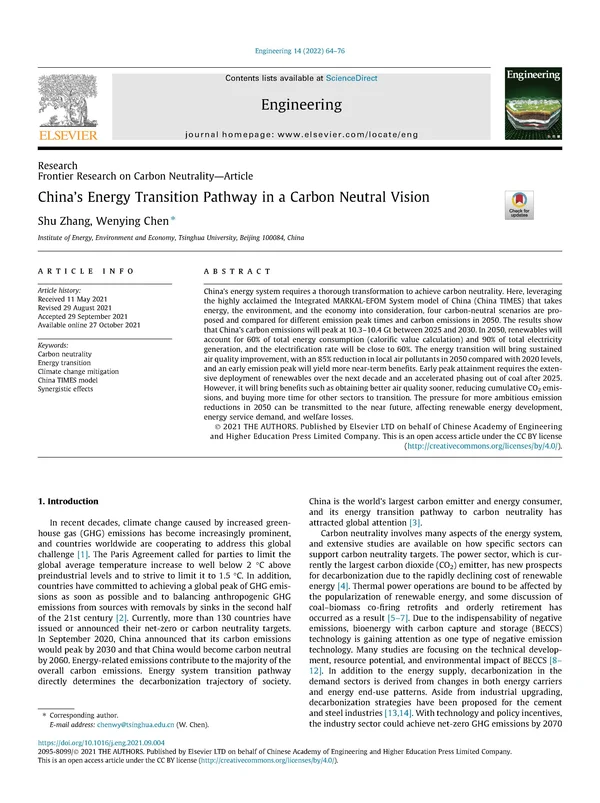 Engineering 14 (2022) 64–76
Contents lists available at ScienceDirect
Engineering
journal homepage: www.elsevier.com/locate/eng
ELSEVIER
Engineering
Research
Frontier Research on Carbon Neutrality—Article
China's Energy Transition Pathway in a Carbon Neutral Vision
Check for
updates
Shu Zhang, Wenying Chen *
Institute of Energy, Environment and Economy, Tsinghua University, Beijing 100084, China
ARTICLE INFO
Article history:
Received 11 May 2021
Revised 29 August 2021
Accepted 29 September 2021
Available online 27 October 2021
Keywords:
Carbon neutrality
Energy transition
Climate change mitigation
China TIMES model
Synergistic effects
ABSTRACT
China's energy system requires a thorough transformation to achieve carbon neutrality. Here, leveraging
the highly acclaimed the Integrated MARKAL-EFOM System model of China (China TIMES) that takes
energy, the environment, and the economy into consideration, four carbon-neutral scenarios are pro-
posed and compared for different emission peak times and carbon emissions in 2050. The results show
that China's carbon emissions will peak at 10.3–10.4 Gt between 2025 and 2030. In 2050, renewables will
account for 60% of total energy consumption (calorific value calculation) and 90% of total electricity
generation, and the electrification rate will be close to 60%. The energy transition will bring sustained
air quality improvement, with an 85% reduction in local air pollutants in 2050 compared with 2020 levels,
and an early emission peak will yield more near-term benefits. Early peak attainment requires the exten-
sive deployment of renewables over the next decade and an accelerated phasing out of coal after 2025.
However, it will bring benefits such as obtaining better air quality sooner, reducing cumulative CO2 emis-
sions, and buying more time for other sectors to transition. The pressure for more ambitious emission
reductions in 2050 can be transmitted to the near future, affecting renewable energy development,
energy service demand, and welfare losses.
© 2021 THE AUTHORS. Published by Elsevier LTD on behalf of Chinese Academy of Engineering
and Higher Education Press Limited Company. This is an open access article under the CC BY license
(http://creativecommons.org/licenses/by/4.0/).
1. Introduction
In recent decades, climate change caused by increased green-
house gas (GHG) emissions has become increasingly prominent,
and countries worldwide are cooperating to address this global
challenge [1]. The Paris Agreement called for parties to limit the
global average temperature increase to well below 2 °C above
preindustrial levels and to strive to limit it to 1.5 °C. In addition,
countries have committed to achieving a global peak of GHG emis-
sions as soon as possible and to balancing anthropogenic GHG
emissions from sources with removals by sinks in the second half
of the 21st century [2]. Currently, more than 130 countries have
issued or announced their net-zero or carbon neutrality targets.
In September 2020, China announced that its carbon emissions
would peak by 2030 and that China would become carbon neutral
by 2060. Energy-related emissions contribute to the majority of the
overall carbon emissions. Energy system transition pathway
directly determines the decarbonization trajectory of society.
China is the world's largest carbon emitter and energy consumer,
and its energy transition pathway to carbon neutrality has
attracted global attention [3].
Carbon neutrality involves many aspects of the energy system,
and extensive studies are available on how specific sectors can
support carbon neutrality targets. The power sector, which is cur-
rently the largest carbon dioxide (CO2) emitter, has new prospects
for decarbonization due to the rapidly declining cost of renewable
energy [4]. Thermal power operations are bound to be affected by
the popularization of renewable energy, and some discussion of
coal–biomass co-firing retrofits and orderly retirement has
occurred as a result [5–7]. Due to the indispensability of negative
emissions, bioenergy with carbon capture and storage (BECCS)
technology is gaining attention as one type of negative emission
technology. Many studies are focusing on the technical develop-
ment, resource potential, and environmental impact of BECCS [8–
12]. In addition to the energy supply, decarbonization in the
demand sectors is derived from changes in both energy carriers
and energy end-use patterns. Aside from industrial upgrading,
decarbonization strategies have been proposed for the cement
and steel industries [13,14]. With technology and policy incentives,
the industry sector could achieve net-zero GHG emissions by 2070
* Corresponding author.
E-mail address: chenwy@tsinghua.edu.cn (W. Chen).
https://doi.org/10.1016/j.eng.2021.09.004
2095-8099/© 2021 THE AUTHORS. Published by Elsevier LTD on behalf of Chinese Academy of Engineering and Higher Education Press Limited Company.
This is an open access article under the CC BY license (http://creativecommons.org/licenses/by/4.0/).